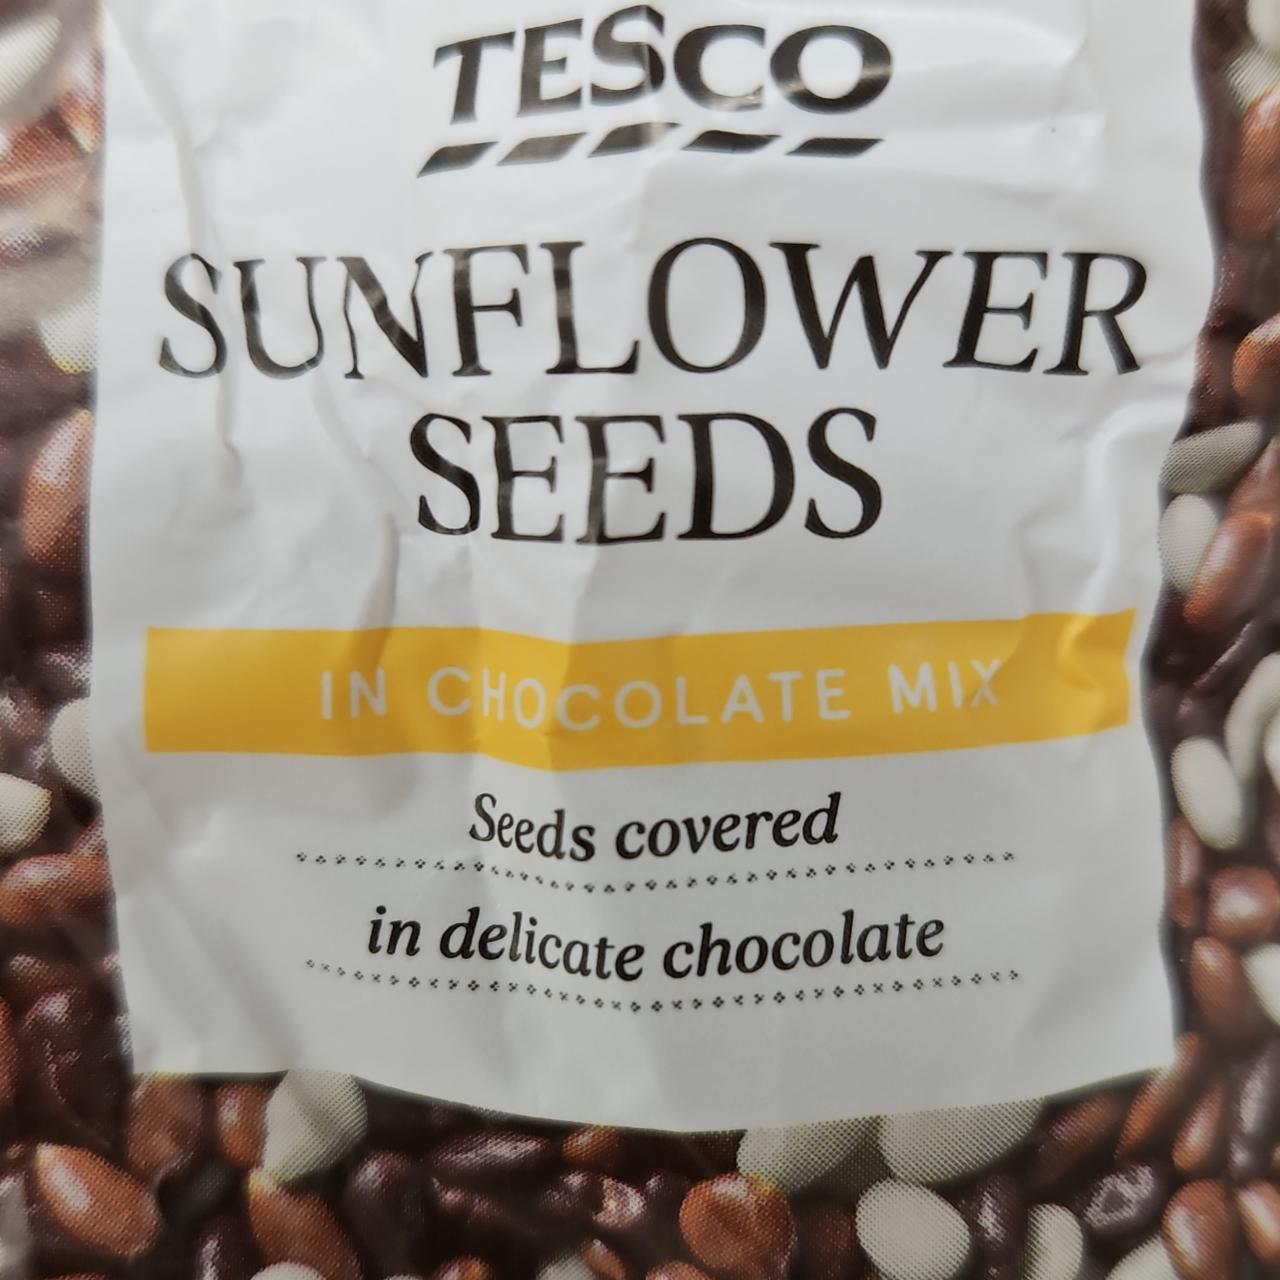 TESCO
SUNFLOWER
SEEDS
IN CHOCOLATE MIX
Seeds covered
in delicate chocolate